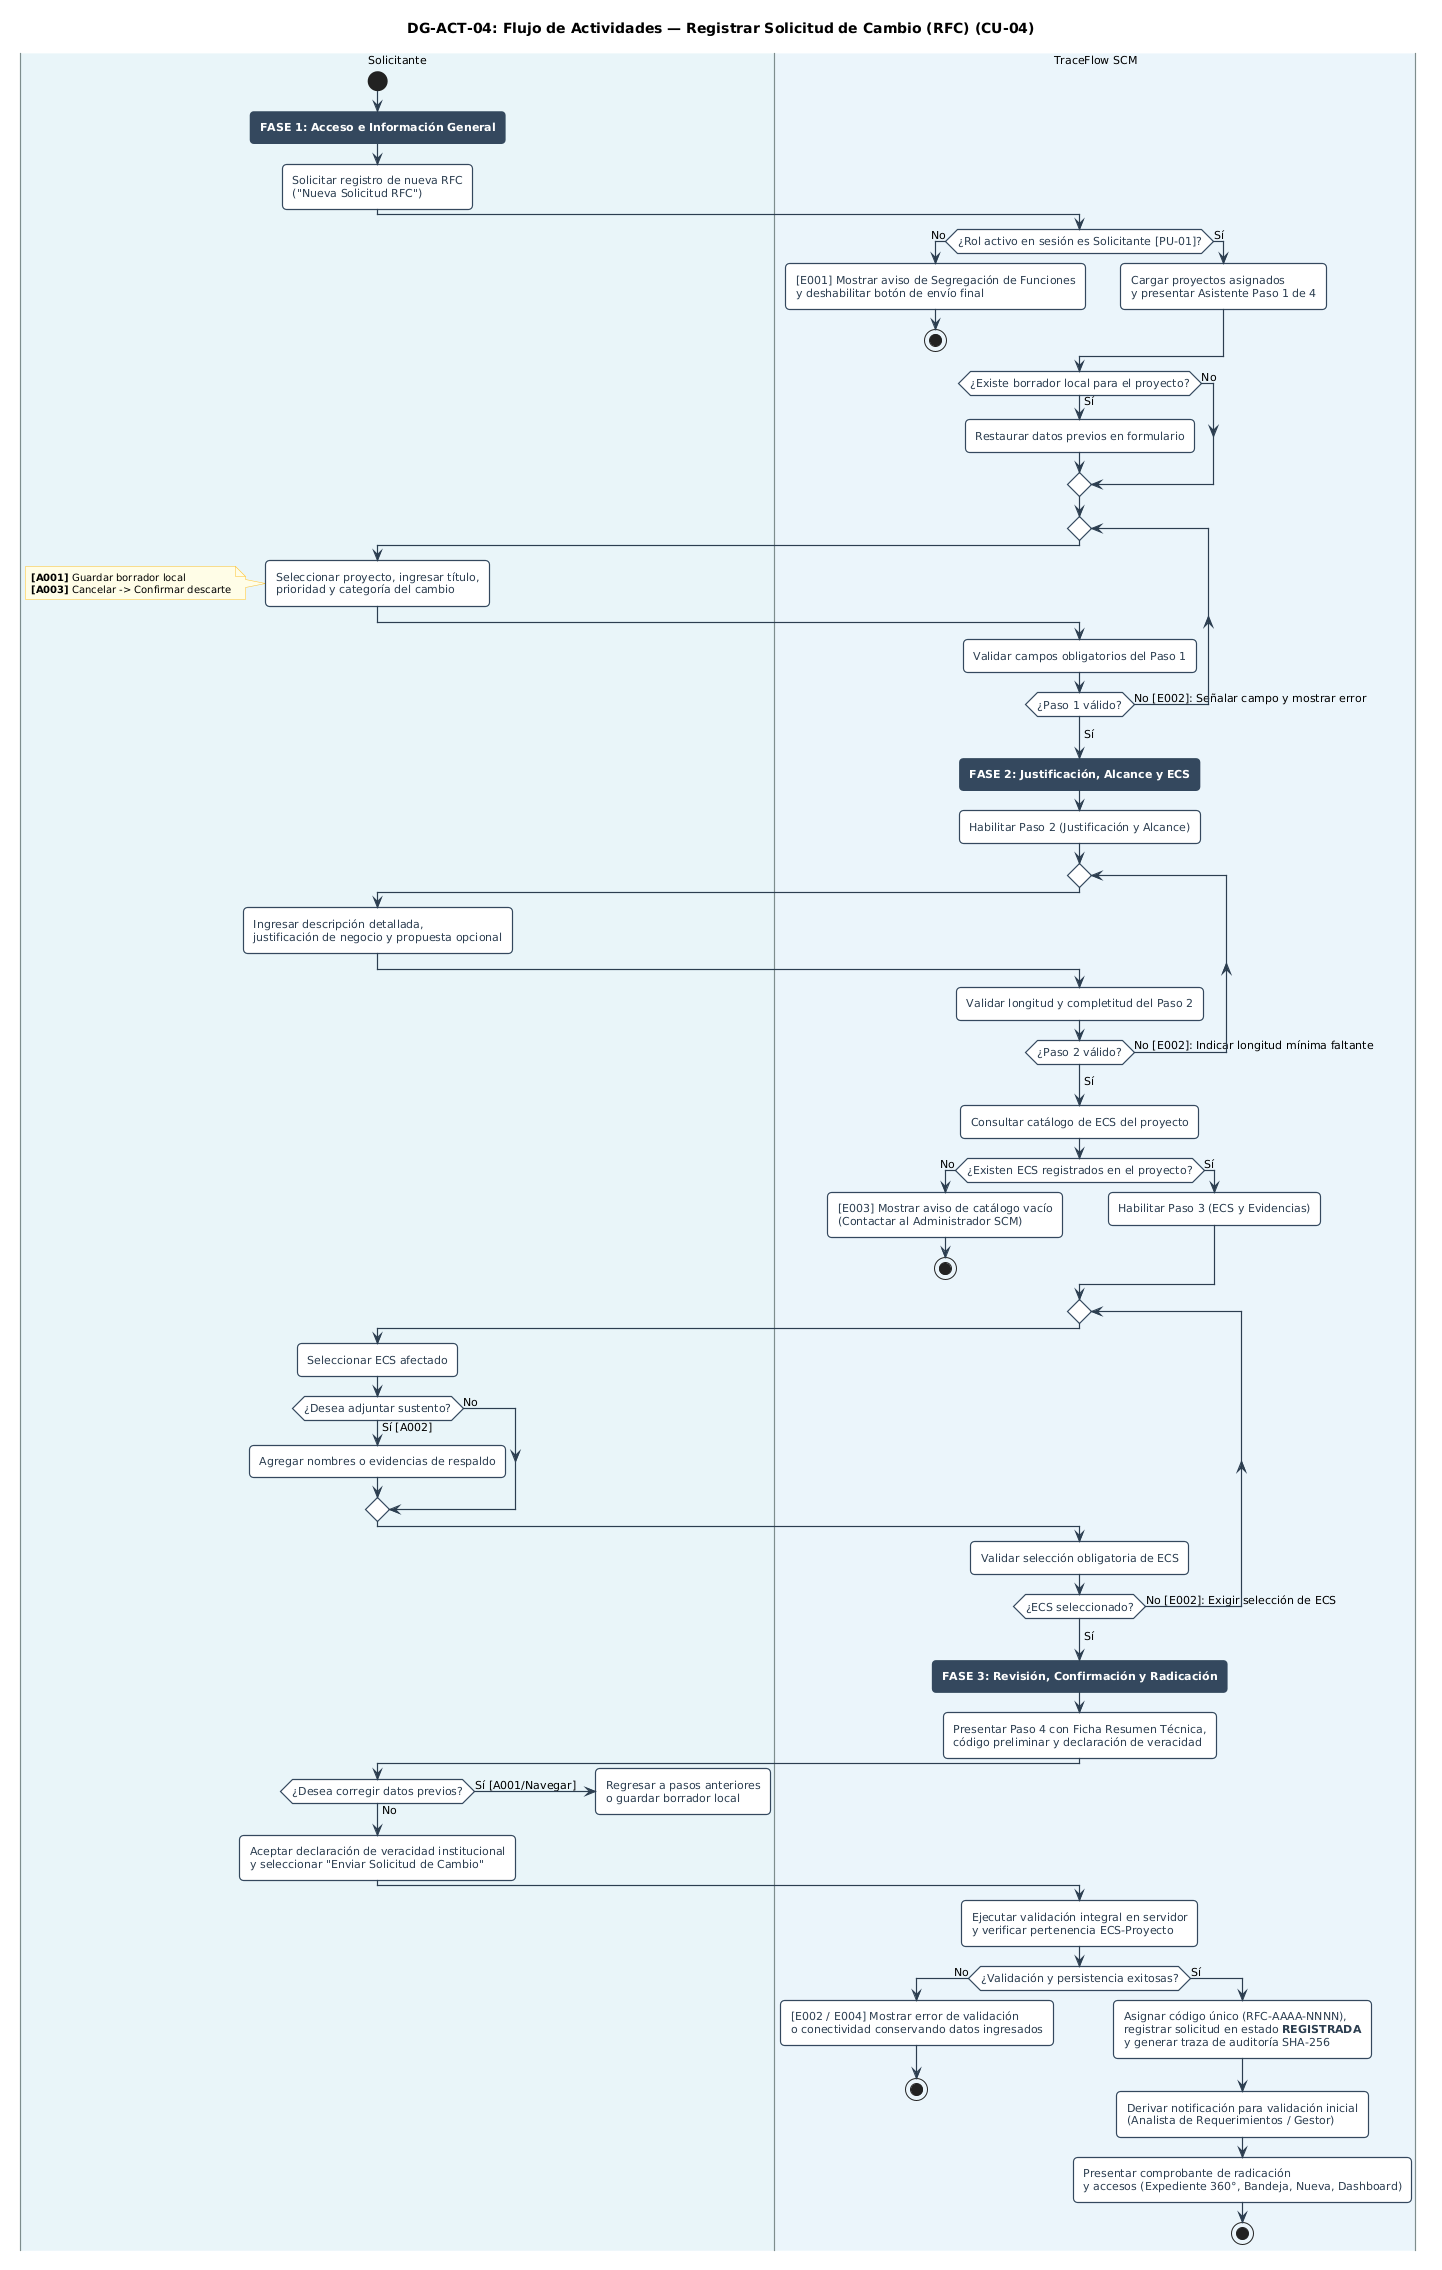 DG-ACT-04: Flujo de Actividades — Registrar Solicitud de Cambio (RFC) (CU-04)
Solicitante
TraceFlow SCM
FASE 1: Acceso e Información General
Solicitar registro de nueva RFC
("Nueva Solicitud RFC")
¿Rol activo en sesión es Solicitante [PU-01]?
No
Sí
[E001] Mostrar aviso de Segregación de Funciones
y deshabilitar botón de envío final
Cargar proyectos asignados
y presentar Asistente Paso 1 de 4
¿Existe borrador local para el proyecto?
No
Sí
Restaurar datos previos en formulario
[A001] Guardar borrador local
[A003] Cancelar -> Confirmar descarte
Seleccionar proyecto, ingresar título,
prioridad y categoría del cambio
Validar campos obligatorios del Paso 1
¿Paso 1 válido?
No [E002]: Señalar campo y mostrar error
Sí
FASE 2: Justificación, Alcance y ECS
Habilitar Paso 2 (Justificación y Alcance)
Ingresar descripción detallada,
justificación de negocio y propuesta opcional
Validar longitud y completitud del Paso 2
¿Paso 2 válido?
No [E002]: Indicar longitud mínima faltante
Sí
Consultar catálogo de ECS del proyecto
¿Existen ECS registrados en el proyecto?
No
Sí
[E003] Mostrar aviso de catálogo vacío
(Contactar al Administrador SCM)
Habilitar Paso 3 (ECS y Evidencias)
Seleccionar ECS afectado
¿Desea adjuntar sustento?
No
Sí [A002]
Agregar nombres o evidencias de respaldo
Validar selección obligatoria de ECS
¿ECS seleccionado?
No [E002]: Exigir selección de ECS
Sí
FASE 3: Revisión, Confirmación y Radicación
Presentar Paso 4 con Ficha Resumen Técnica,
código preliminar y declaración de veracidad
¿Desea corregir datos previos?
Sí [A001/Navegar]
Regresar a pasos anteriores
o guardar borrador local
No
Aceptar declaración de veracidad institucional
y seleccionar "Enviar Solicitud de Cambio"
Ejecutar validación integral en servidor
y verificar pertenencia ECS-Proyecto
¿Validación y persistencia exitosas?
No
Sí
[E002 / E004] Mostrar error de validación
o conectividad conservando datos ingresados
Asignar código único (RFC-AAAA-NNNN),
registrar solicitud en estado REGISTRADA
y generar traza de auditoría SHA-256
Derivar notificación para validación inicial
(Analista de Requerimientos / Gestor)
Presentar comprobante de radicación
y accesos (Expediente 360°, Bandeja, Nueva, Dashboard)